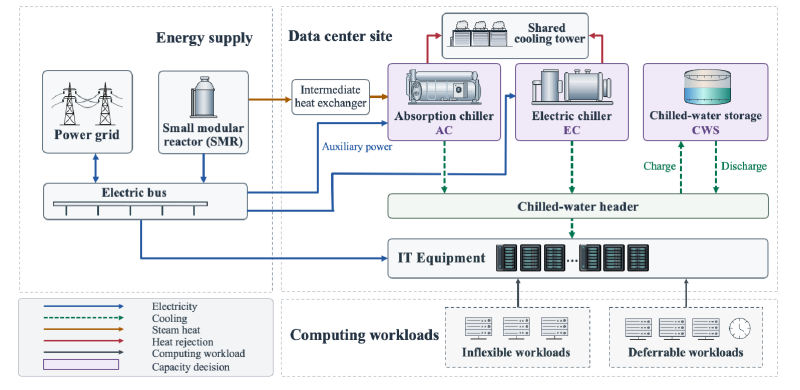 Energy supply
Data center site
Shared
cooling tower
Power grid
Small modular
reactor (SMR)
Intermediate
heat exchanger
Absorption chiller
AC
Electric chiller
EC
Chilled-water storage
CWS
Auxiliary power
Charge
Discharge
Electric bus
Chilled-water header
IT Equipment
...
Electricity
Cooling
Steam heat
Heat rejection
Computing workload
Capacity decision
Computing workloads
Inflexible workloads
Deferrable workloads